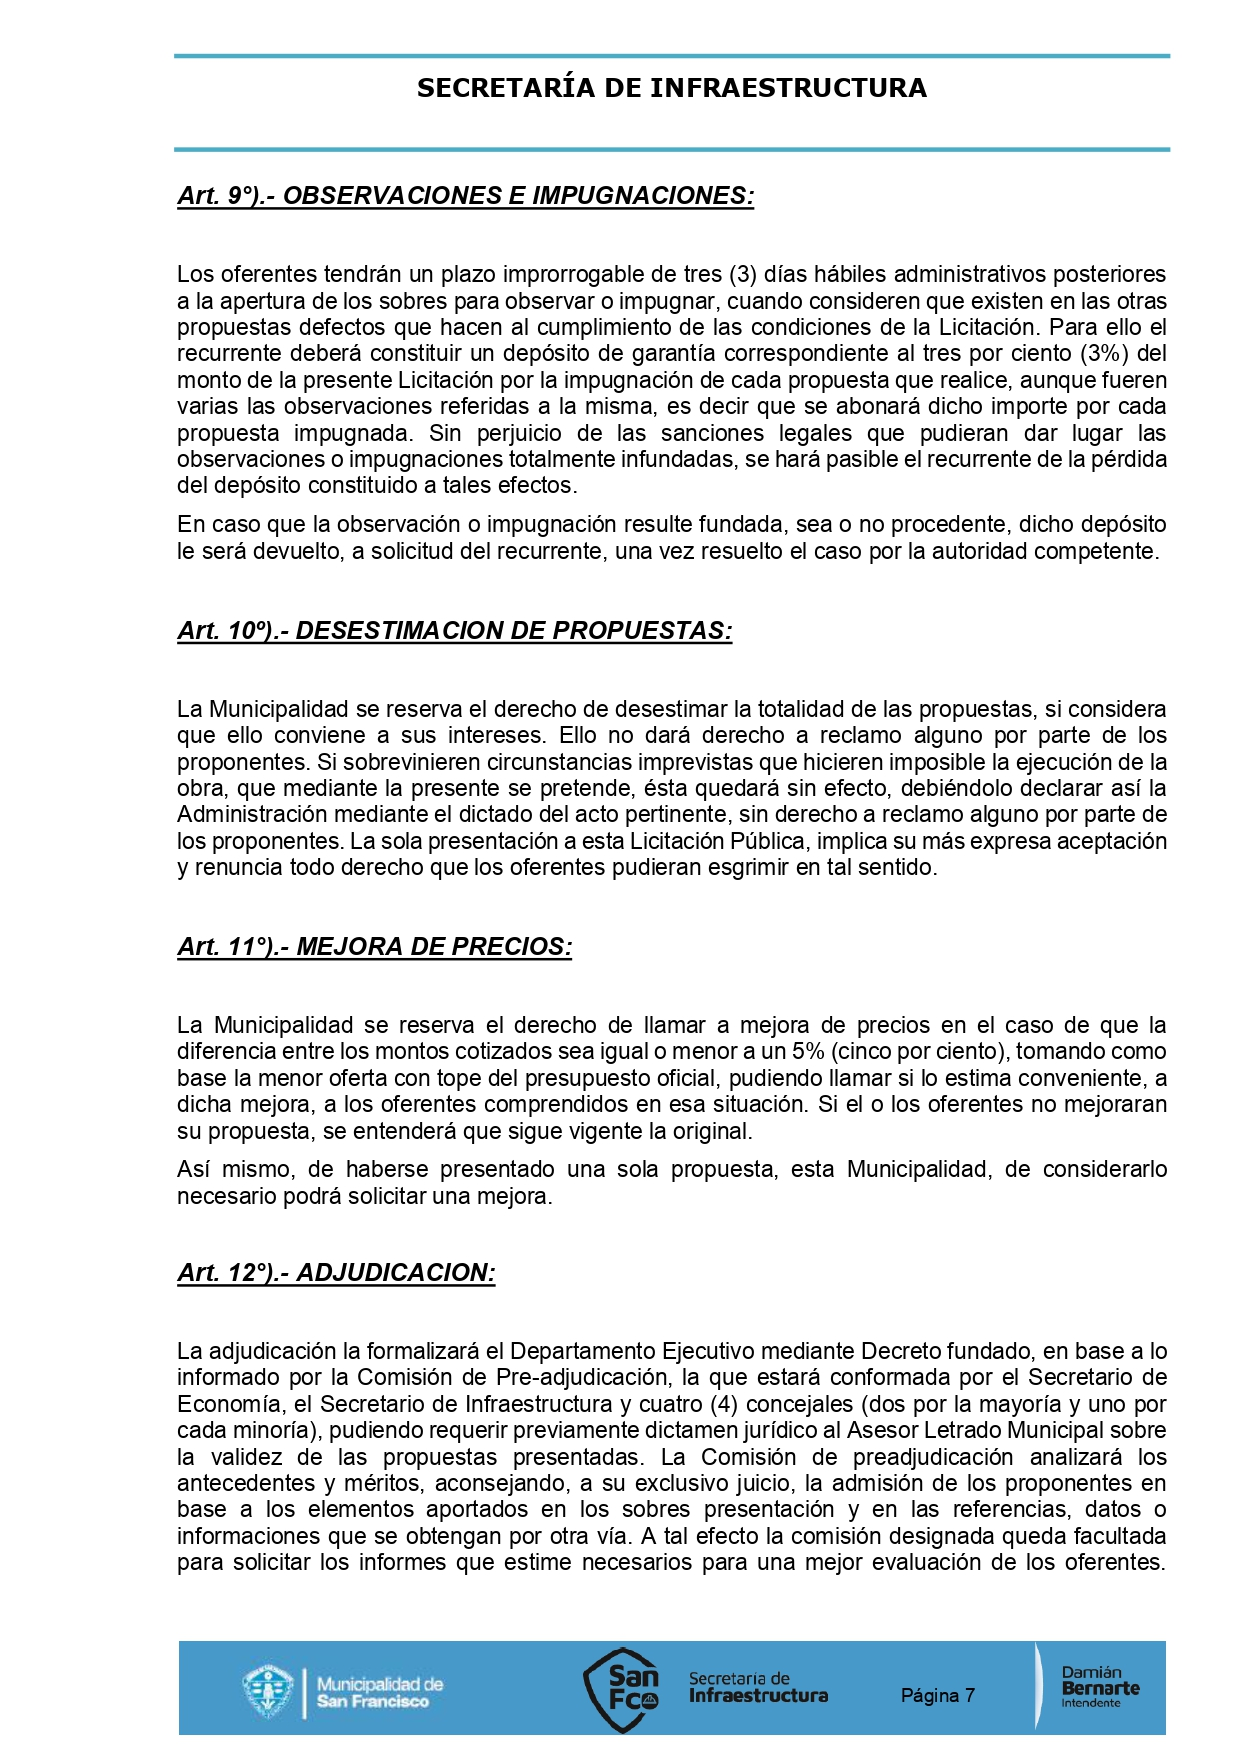 SECRETARÍA DE INFRAESTRUCTURA
Art. 9°).- OBSERVACIONES E IMPUGNACIONES:
Los oferentes tendrán un plazo improrrogable de tres (3) días hábiles administrativos posteriores
a la apertura de los sobres para observar o impugnar, cuando consideren que existen en las otras
propuestas defectos que hacen al cumplimiento de las condiciones de la Licitación. Para ello el
recurrente deberá constituir un depósito de garantía correspondiente al tres por ciento (3%) del
monto de la presente Licitación por la impugnación de cada propuesta que realice, aunque fueren
varias las observaciones referidas a la misma, es decir que se abonará dicho importe por cada
propuesta impugnada. Sin perjuicio de las sanciones legales que pudieran dar lugar las
observaciones o impugnaciones totalmente infundadas, se hará pasible el recurrente de la pérdida
del depósito constituido a tales efectos.
En caso que la observación o impugnación resulte fundada, sea o no procedente, dicho depósito
le será devuelto, a solicitud del recurrente, una vez resuelto el caso por la autoridad competente.
Art. 10º).- DESESTIMACION DE PROPUESTAS:
La Municipalidad se reserva el derecho de desestimar la totalidad de las propuestas, si considera
que ello conviene a sus intereses. Ello no dará derecho a reclamo alguno por parte de los
proponentes. Si sobrevinieren circunstancias imprevistas que hicieren imposible la ejecución de la
obra, que mediante la presente se pretende, ésta quedará sin efecto, debiéndolo declarar así la
Administración mediante el dictado del acto pertinente, sin derecho a reclamo alguno por parte de
los proponentes. La sola presentación a esta Licitación Pública, implica su más expresa aceptación
y renuncia todo derecho que los oferentes pudieran esgrimir en tal sentido.
Art. 11°).- MEJORA DE PRECIOS:
La Municipalidad se reserva el derecho de llamar a mejora de precios en el caso de que la
diferencia entre los montos cotizados sea igual o menor a un 5% (cinco por ciento), tomando como
base la menor oferta con tope del presupuesto oficial, pudiendo llamar si lo estima conveniente, a
dicha mejora, a los oferentes comprendidos en esa situación. Si el o los oferentes no mejoraran
su propuesta, se entenderá que sigue vigente la original.
Así mismo, de haberse presentado una sola propuesta, esta Municipalidad, de considerarlo
necesario podrá solicitar una mejora.
Art. 12°).- ADJUDICACION:
La adjudicación la formalizará el Departamento Ejecutivo mediante Decreto fundado, en base a lo
informado por la Comisión de Pre-adjudicación, la que estará conformada por el Secretario de
Economía, el Secretario de Infraestructura y cuatro (4) concejales (dos por la mayoría y uno por
cada minoría), pudiendo requerir previamente dictamen jurídico al Asesor Letrado Municipal sobre
la validez de las propuestas presentadas. La Comisión de preadjudicación analizará los
antecedentes y méritos, aconsejando, a su exclusivo juicio, la admisión de los proponentes en
base a los elementos aportados en los sobres presentación y en las referencias, datos o
informaciones que se obtengan por otra vía. A tal efecto la comisión designada queda facultada
para solicitar los informes que estime necesarios para una mejor evaluación de los oferentes.
Municipalidad de
San Francisco
San
Fco
Secretaría de
Infraestructura
Página 7
Damián
Bernarte
Intendente